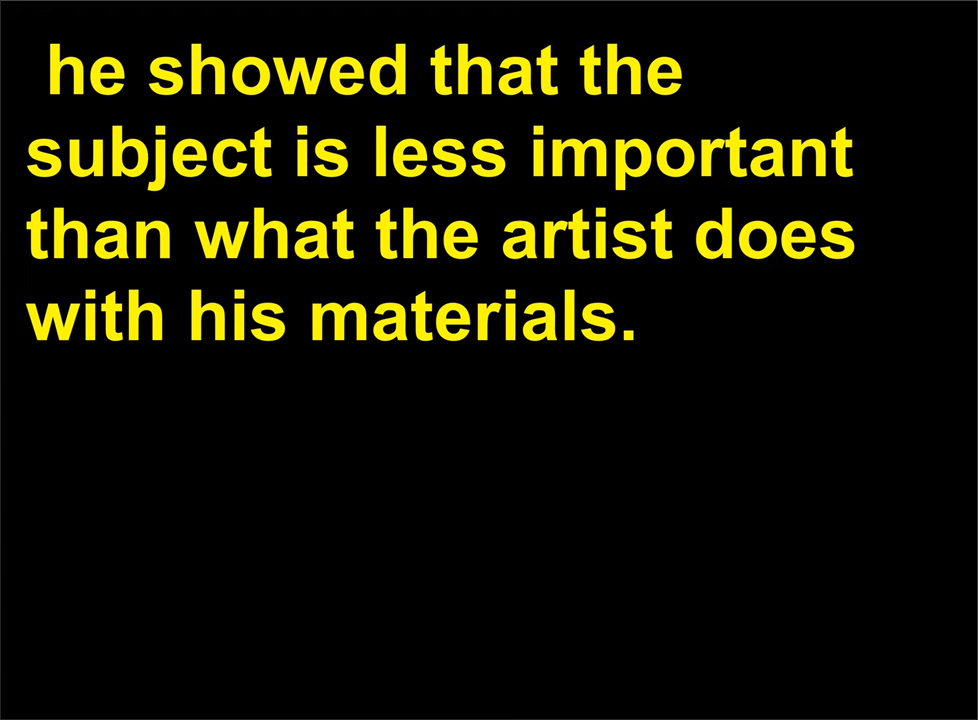 he showed that the
subject is less important
than what the artist does
with his materials.